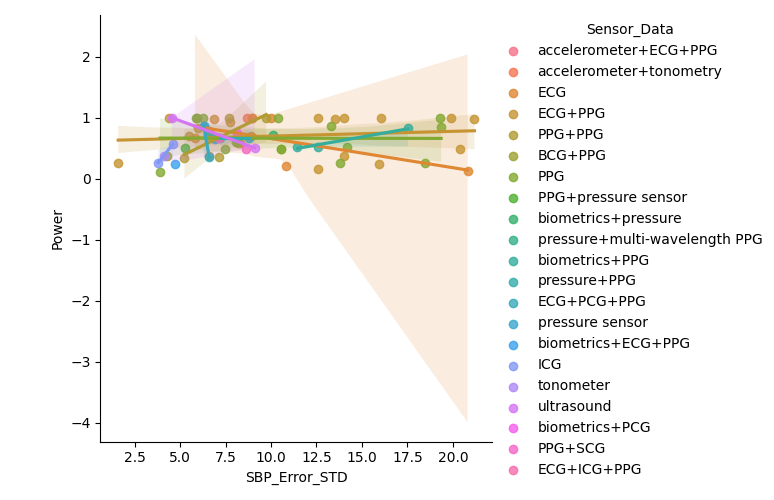 Sensor_Data
accelerometer+ECG+PPG
accelerometer+tonometry
ECG
ECG+PPG
PPG+PPG
BCG+PPG
PPG
PPG+pressure sensor
biometrics+pressure
pressure+multi-wavelength PPG
biometrics+PPG
pressure+PPG
ECG+PCG+PPG
pressure sensor
biometrics+ECG+PPG
ICG
tonometer
ultrasound
biometrics+PCG
PPG+SCG
ECG+ICG+PPG
Power
2
1
0
−1
−2
−3
−4
2.5 5.0 7.5 10.0 12.5 15.0 17.5 20.0
SBP_Error_STD